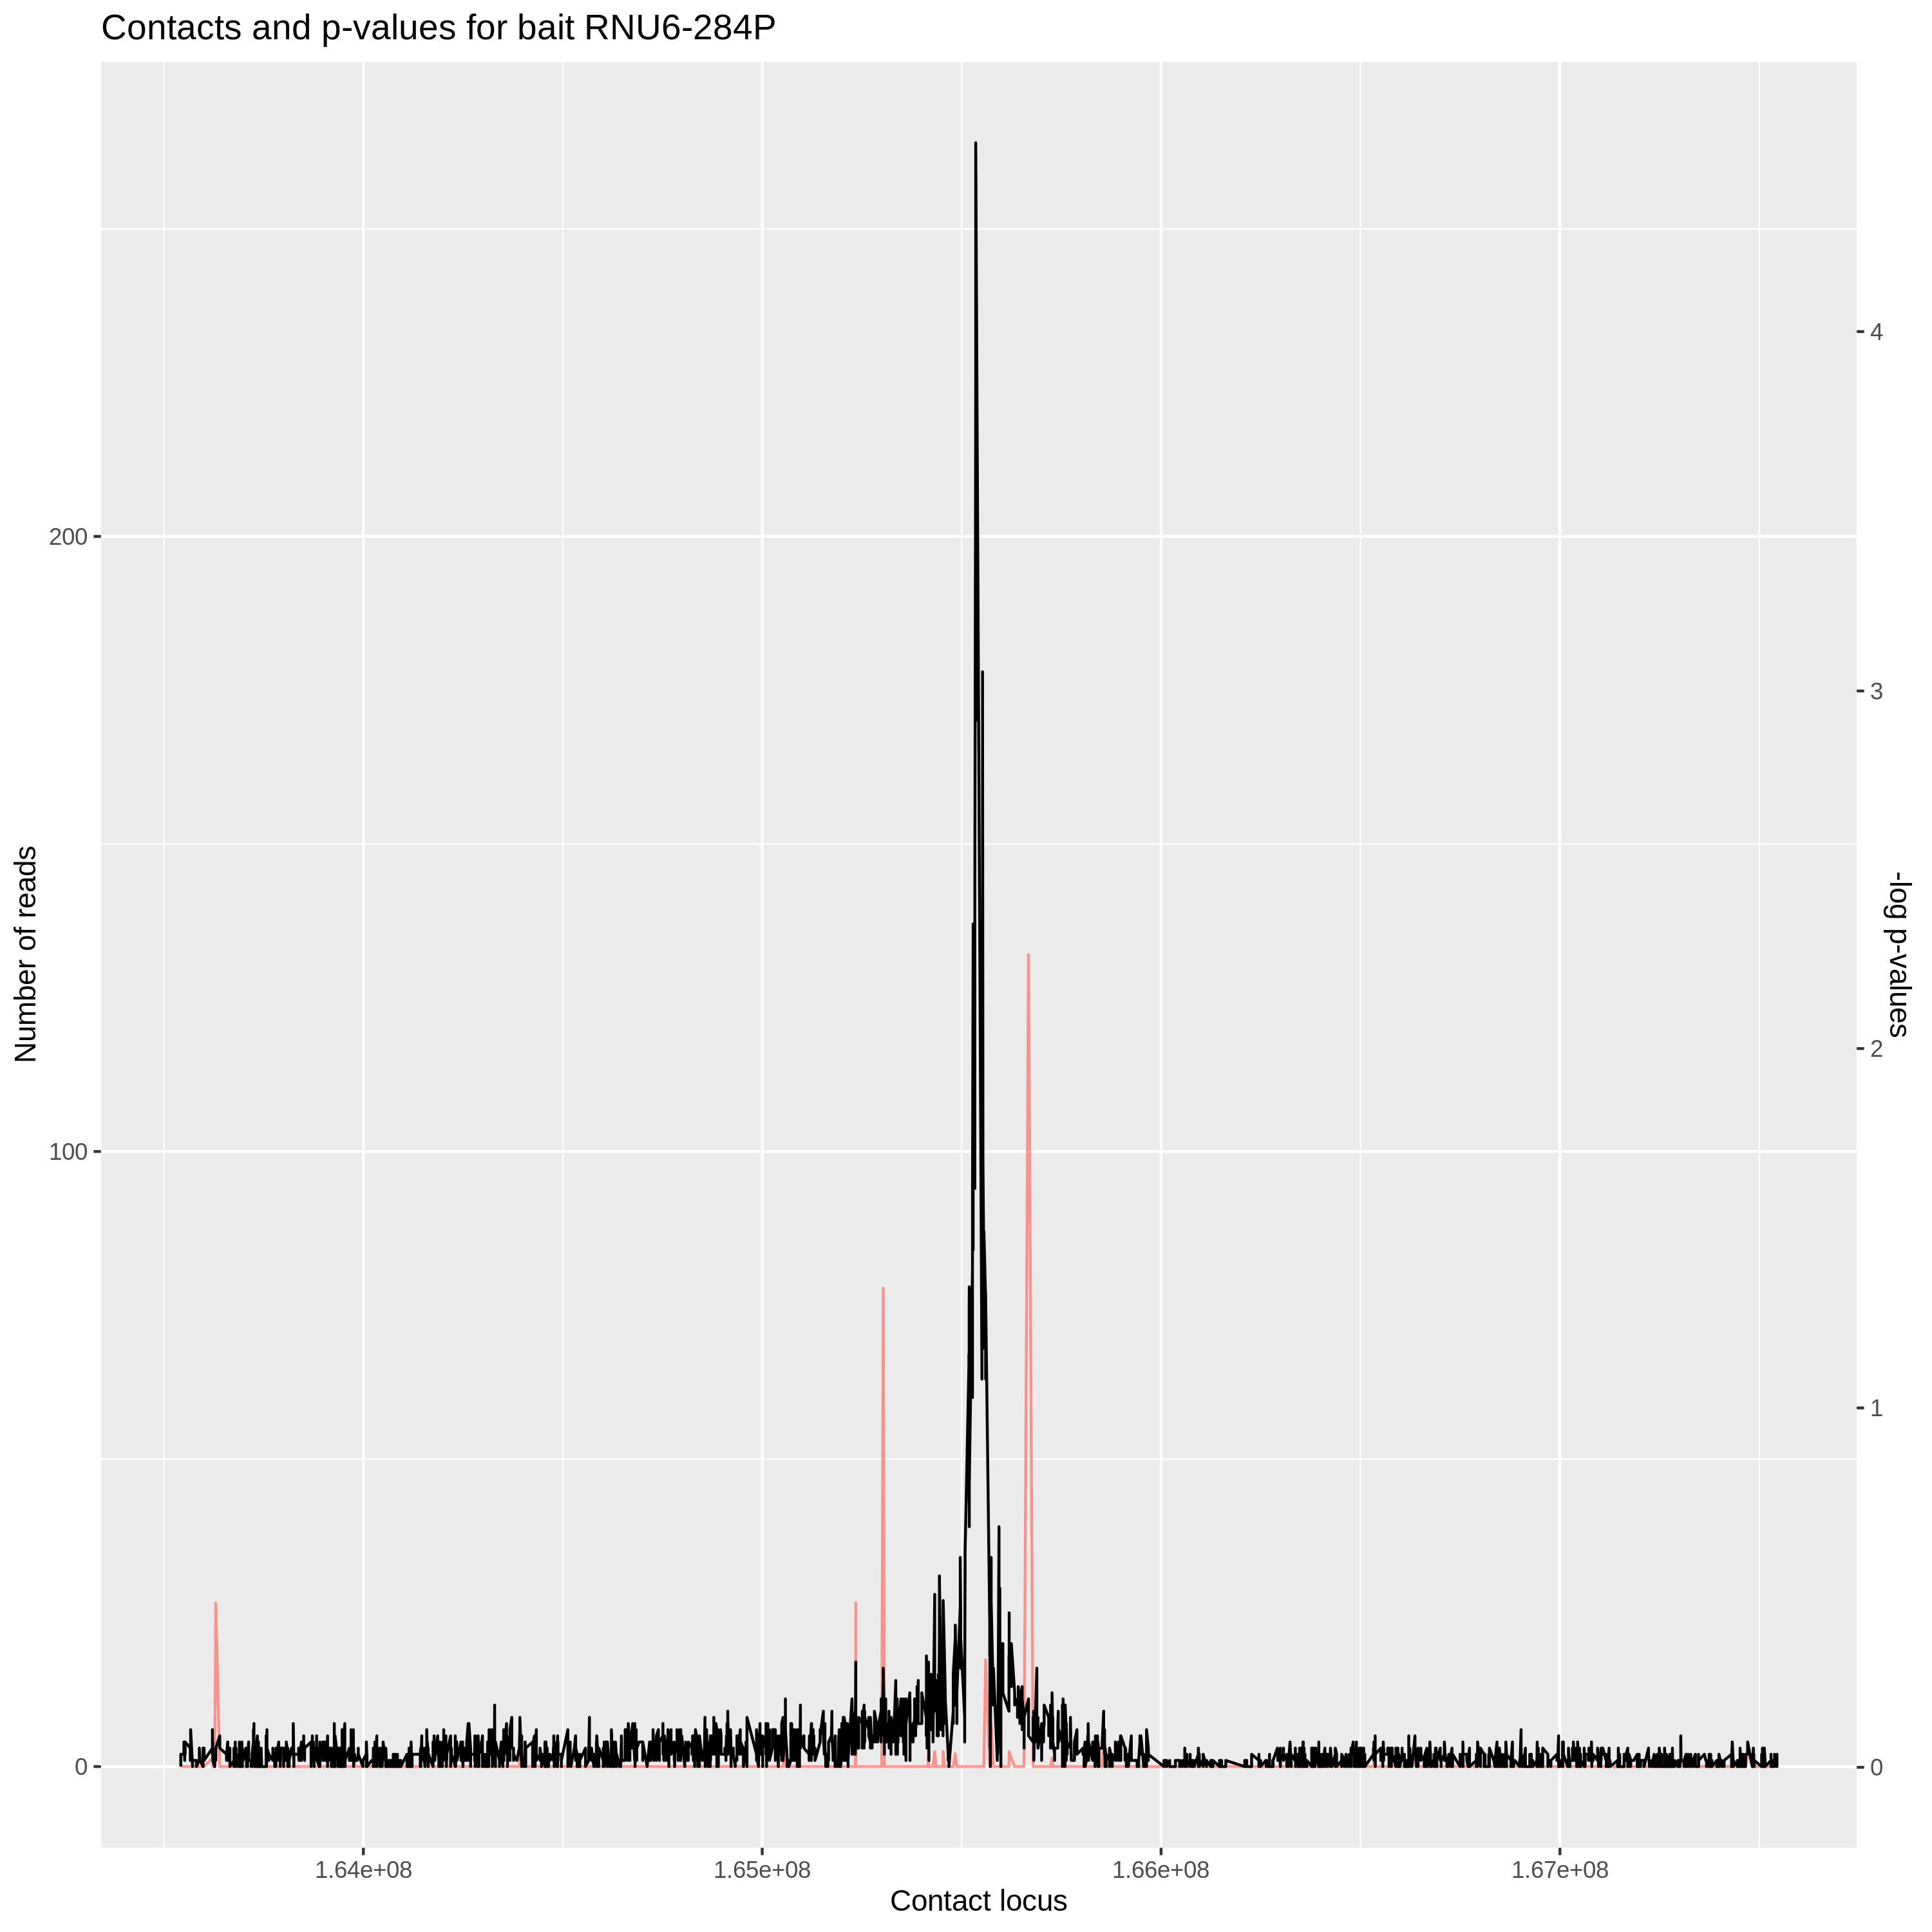 Contacts and p-values for bait RNU6-284P
Number of reads
200
100
0
4
3
2
1
0
-log p-values
1.64e+08
1.65e+08
1.66e+08
1.67e+08
Contact locus